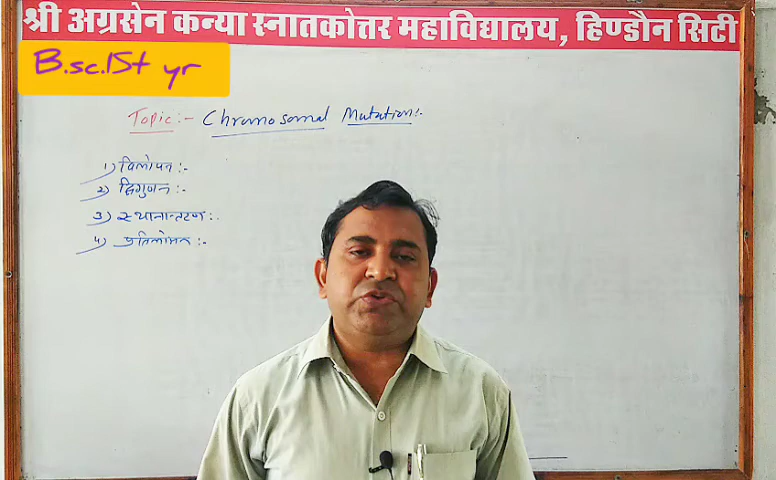 श्री अग्रसेन कन्या स्नातकोत्तर महाविद्यालय, हिण्डौन सिटी
B.sc.ISt yr
Topic:- Chromosomal Mutation:-
1) विलोपन :-
2) द्विगुणन :-
3) स्थानान्तरण :-
4) प्रतिलोमन :-